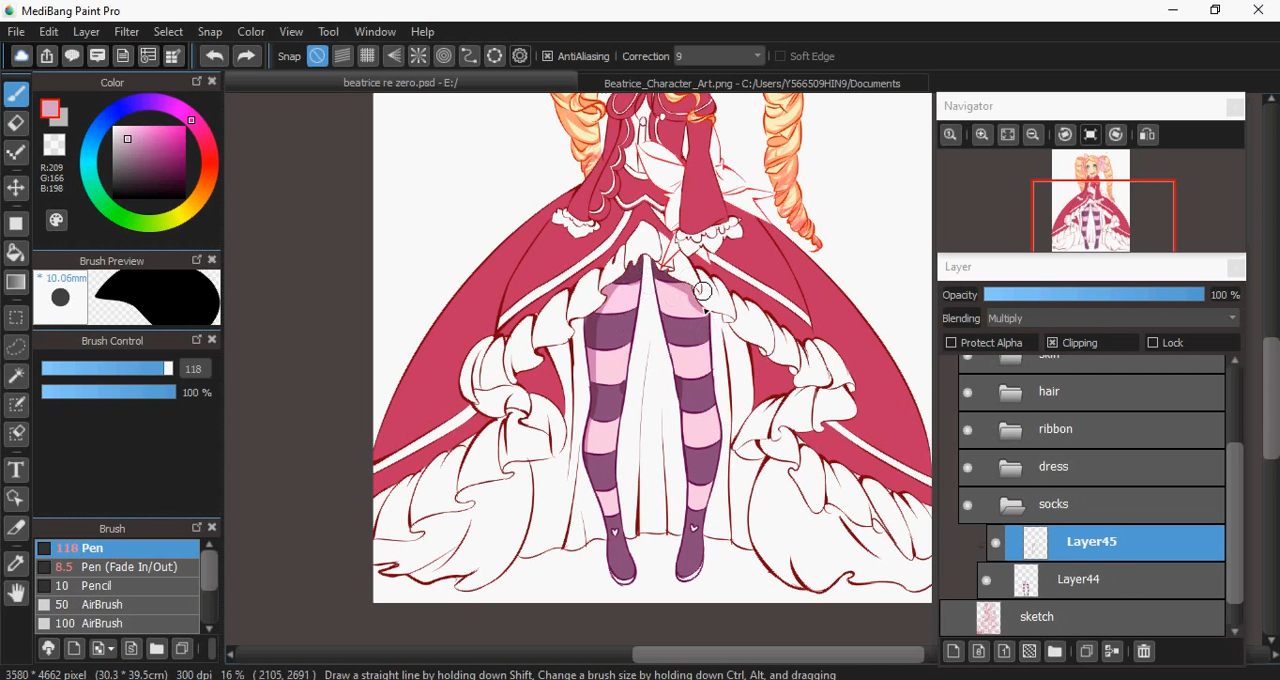 MediBang Paint Pro
File Edit Layer Filter Select Snap Color View Tool Window Help
Snap AntiAliasing Correction 9 Soft Edge
Color
beatrice re zero.psd - E:/
Beatrice_Character_Art.png - C:/Users/Y566509HIN9/Documents
R:209
G:166
B:198
Brush Preview
* 10.06mm
Brush Control
118
100 %
Brush
118 Pen
8.5 Pen (Fade In/Out)
10 Pencil
50 AirBrush
100 AirBrush
Navigator
Layer
Opacity 100 %
Blending Multiply
Protect Alpha Clipping Lock
skin
hair
ribbon
dress
socks
Layer45
Layer44
sketch
3580 * 4662 pixel (30.3 * 39.5cm) 300 dpi 16 % ( 2105, 2691 ) Draw a straight line by holding down Shift, Change a brush size by holding down Ctrl, Alt, and dragging